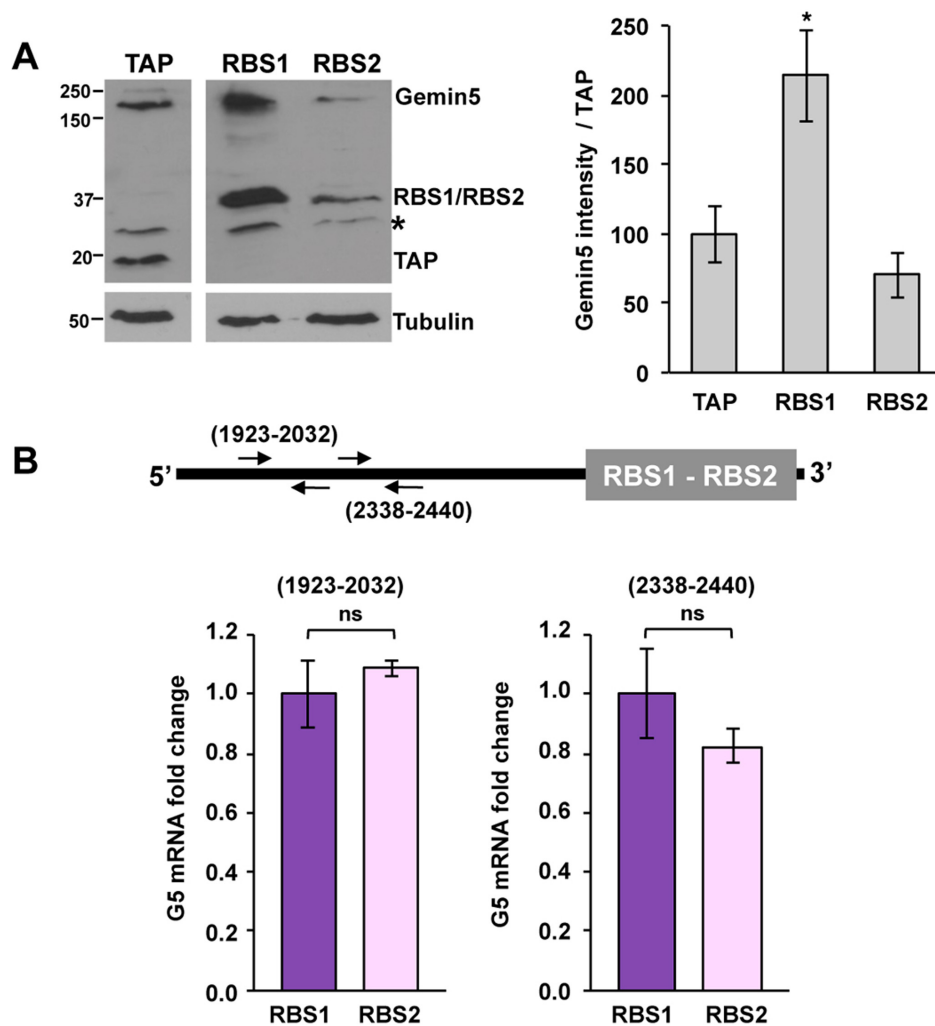 A
TAP RBS1 RBS2
250
150
37
20
50
Gemin5
RBS1/RBS2
*
TAP
Tubulin
Gemin5 intensity / TAP
250
200
150
100
50
0
*
TAP RBS1 RBS2
B
(1923-2032)
5’ RBS1 - RBS2 3’
(2338-2440)
(1923-2032)
ns
G5 mRNA fold change
1.2
1.0
0.8
0.6
0.4
0.2
0.0
RBS1 RBS2
(2338-2440)
ns
G5 mRNA fold change
1.2
1.0
0.8
0.6
0.4
0.2
0.0
RBS1 RBS2